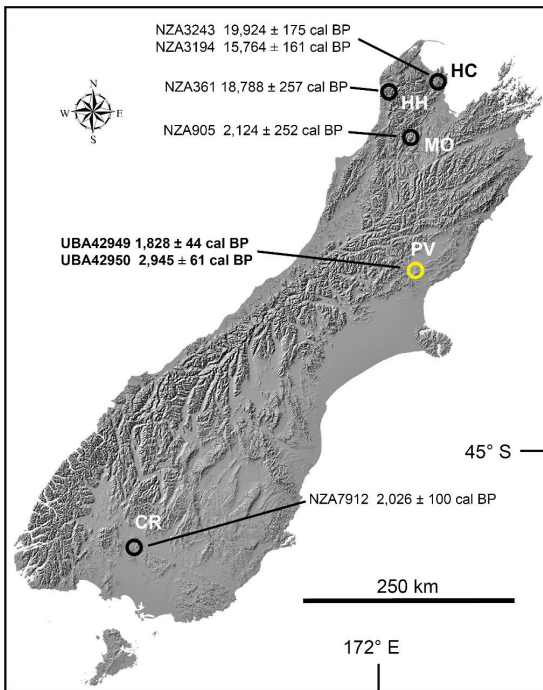 NZA3243 19,924 ± 175 cal BP
NZA3194 15,764 ± 161 cal BP
HC
NZA361 18,788 ± 257 cal BP
HH
N
W E
S
NZA905 2,124 ± 252 cal BP
MO
UBA42949 1,828 ± 44 cal BP
UBA42950 2,945 ± 61 cal BP
PV
45° S
NZA7912 2,026 ± 100 cal BP
CR
250 km
172° E